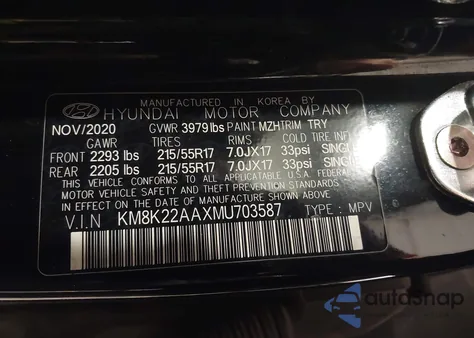 MANUFACTURED IN KOREA BY
HYUNDAI MOTOR COMPANY
NOV/2020 GVWR 3979 lbs PAINT MZH TRIM TRY
GAWR TIRES RIMS COLD TIRE INFL
FRONT 2293 lbs 215/55R17 7.0JX17 33psi SINGL
REAR 2205 lbs 215/55R17 7.0JX17 33psi SINGL
THIS VEHICLE CONFORMS TO ALL APPLICABLE U.S. FEDERAL
MOTOR VEHICLE SAFETY AND THEFT PREVENTION STANDARDS
IN EFFECT ON THE DATE OF MANUFACTURE SHOWN ABOVE.
V.I.N KM8K22AAXMU703587 TYPE : MPV
autosnap